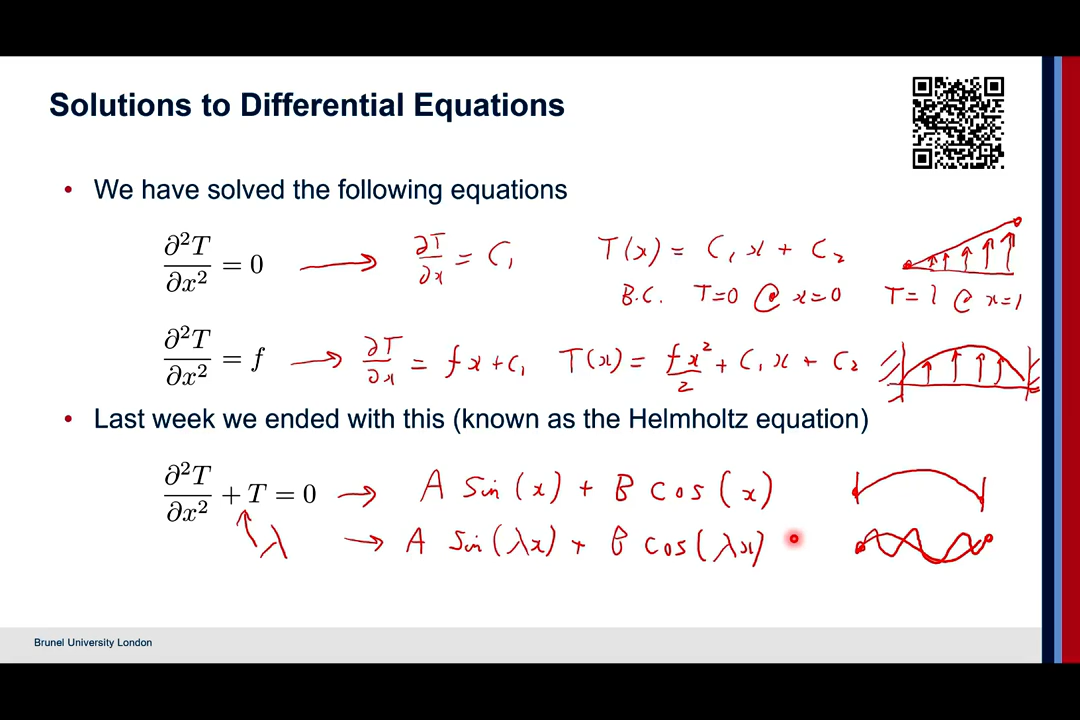 Solutions to Differential Equations
• We have solved the following equations
∂²T/∂x² = 0 → ∂T/∂x = C₁ T(x) = C₁x + C₂
B.C. T=0 @ x=0 T=1 @ x=1
∂²T/∂x² = f → ∂T/∂x = fx+C₁ T(x) = fx²/2 + C₁x + C₂
• Last week we ended with this (known as the Helmholtz equation)
∂²T/∂x² + T = 0 → A Sin(x) + B cos(x)
λ → A Sin(λx) + B cos(λx)
Brunel University London